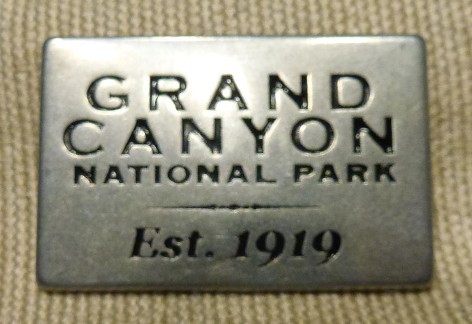 GRAND
CANYON
NATIONAL PARK
Est. 1919